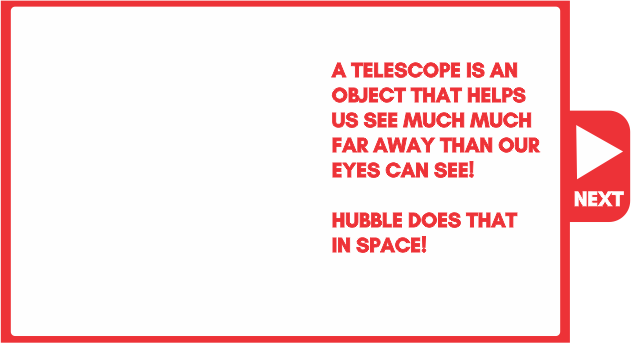 A TELESCOPE IS AN
OBJECT THAT HELPS
US SEE MUCH MUCH
FAR AWAY THAN OUR
EYES CAN SEE!
HUBBLE DOES THAT
IN SPACE!
NEXT